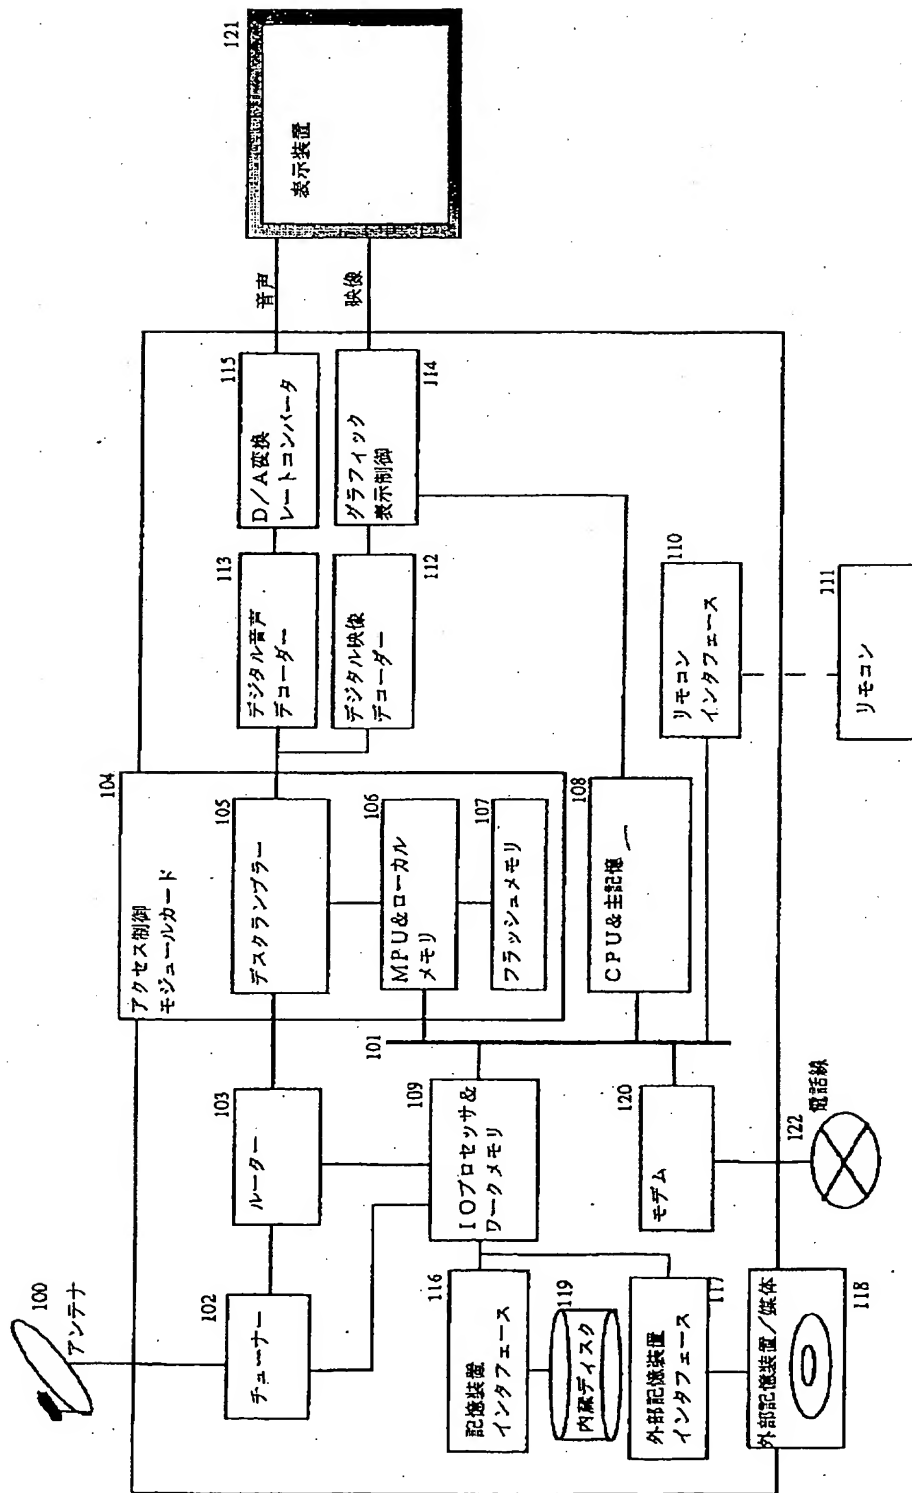 100
アンテナ
102
チューナー
103
ルーター
アクセス制御
モジュールカード
104
105
デスクランブラー
106
MPU&ローカル
メモリ
107
フラッシュメモリ
113
デジタル音声
デコーダー
112
デジタル映像
デコーダー
115
D/A変換
レートコンバータ
114
グラフィック
表示制御
音声
映像
121
表示装置
116
記憶装置
インタフェース
119
内蔵ディスク
117
外部記憶装置
インタフェース
外部記憶装置/媒体
118
109
IOプロセッサ&
ワークメモリ
101
120
モデム
122
電話線
108
CPU&主記憶
110
リモコン
インタフェース
111
リモコン